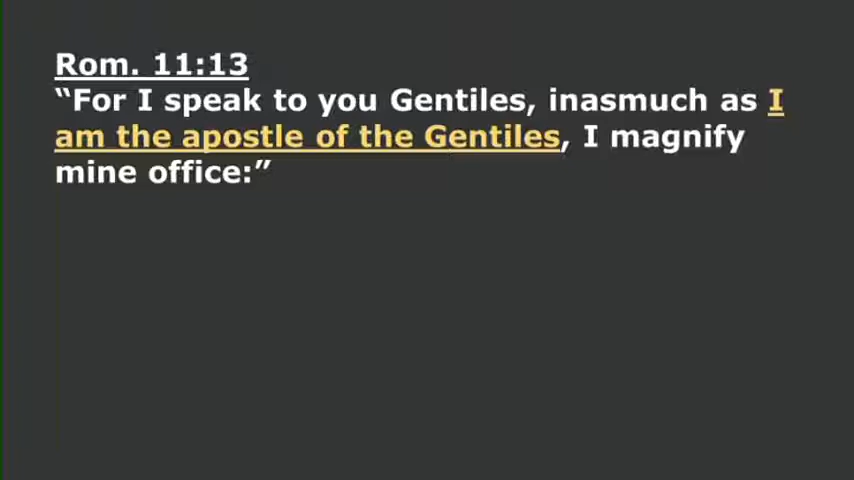 Rom. 11:13
“For I speak to you Gentiles, inasmuch as I
am the apostle of the Gentiles, I magnify
mine office:”